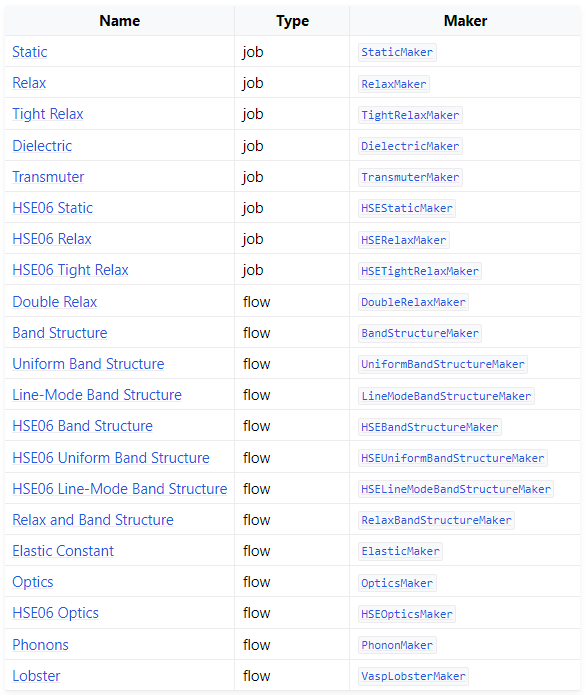 Name Type Maker
Static job StaticMaker
Relax job RelaxMaker
Tight Relax job TightRelaxMaker
Dielectric job DielectricMaker
Transmuter job TransmuterMaker
HSE06 Static job HSEStaticMaker
HSE06 Relax job HSERelaxMaker
HSE06 Tight Relax job HSETightRelaxMaker
Double Relax flow DoubleRelaxMaker
Band Structure flow BandStructureMaker
Uniform Band Structure flow UniformBandStructureMaker
Line-Mode Band Structure flow LineModeBandStructureMaker
HSE06 Band Structure flow HSEBandStructureMaker
HSE06 Uniform Band Structure flow HSEUniformBandStructureMaker
HSE06 Line-Mode Band Structure flow HSELineModeBandStructureMaker
Relax and Band Structure flow RelaxBandStructureMaker
Elastic Constant flow ElasticMaker
Optics flow OpticsMaker
HSE06 Optics flow HSEOpticsMaker
Phonons flow PhononMaker
Lobster flow VaspLobsterMaker